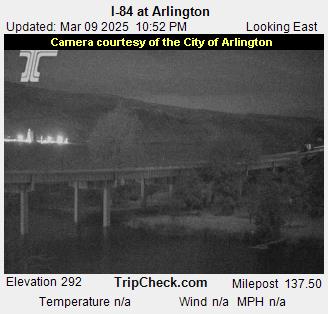 I-84 at Arlington
Updated: Mar 09 2025 10:52 PM Looking East
Camera courtesy of the City of Arlington
Elevation 292 TripCheck.com Milepost 137.50
Temperature n/a Wind n/a MPH n/a